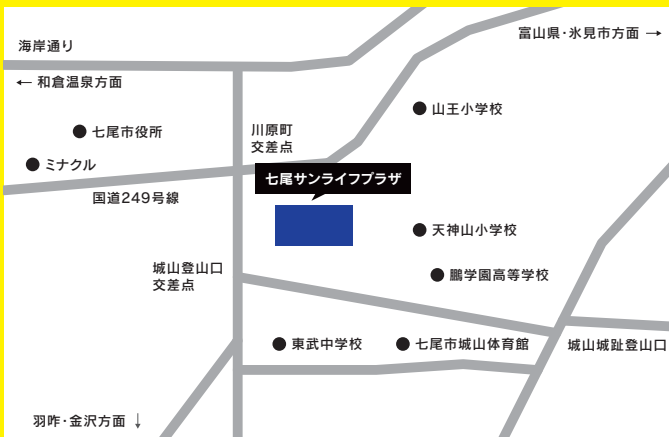 海岸通り
富山県・氷見市方面 →
← 和倉温泉方面
山王小学校
七尾市役所
川原町
交差点
ミナクル
七尾サンライフプラザ
国道249号線
天神山小学校
城山登山口
交差点
鵬学園高等学校
東武中学校
七尾市城山体育館
城山城趾登山口
羽咋・金沢方面 ↓